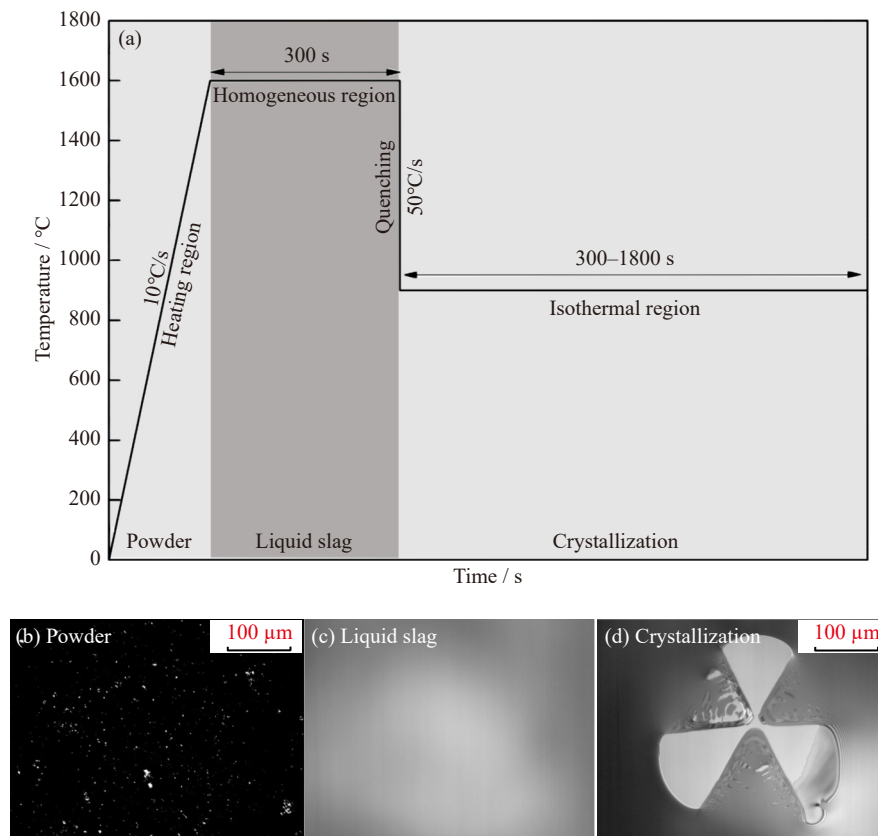 (a)
1800
1600
1400
1200
1000
800
600
400
200
0
Temperature / °C
300 s
Homogeneous region
10°C/s
Heating region
Quenching
50°C/s
300–1800 s
Isothermal region
Powder
Liquid slag
Crystallization
Time / s
(b) Powder
100 µm
(c) Liquid slag
(d) Crystallization
100 µm